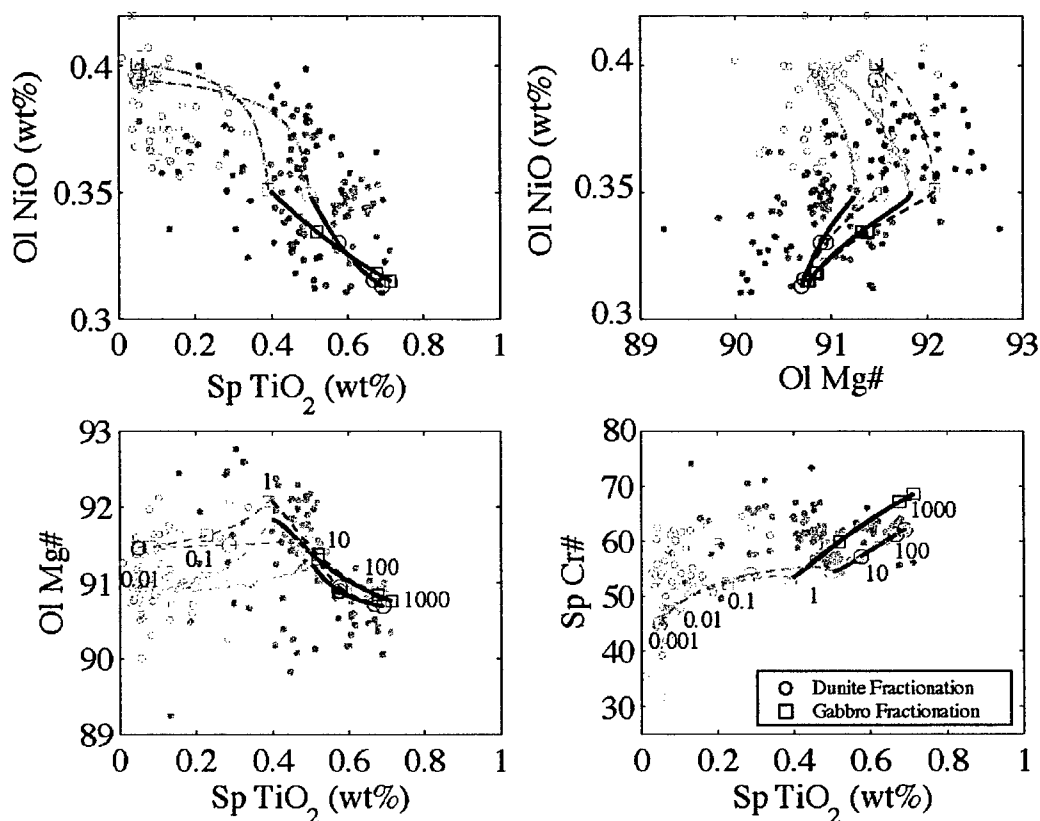 Ol NiO (wt%)
0.4
0.35
0.3
0 0.2 0.4 0.6 0.8 1
Sp TiO2 (wt%)
Ol NiO (wt%)
0.4
0.35
0.3
89 90 91 92 93
Ol Mg#
Ol Mg#
93
92
91
90
89
1
0.1
0.01
10
100
1000
0 0.2 0.4 0.6 0.8 1
Sp TiO2 (wt%)
Sp Cr#
80
70
60
50
40
30
1000
100
10
1
0.1
0.01
0.001
Dunite Fractionation
Gabbro Fractionation
0 0.2 0.4 0.6 0.8 1
Sp TiO2 (wt%)